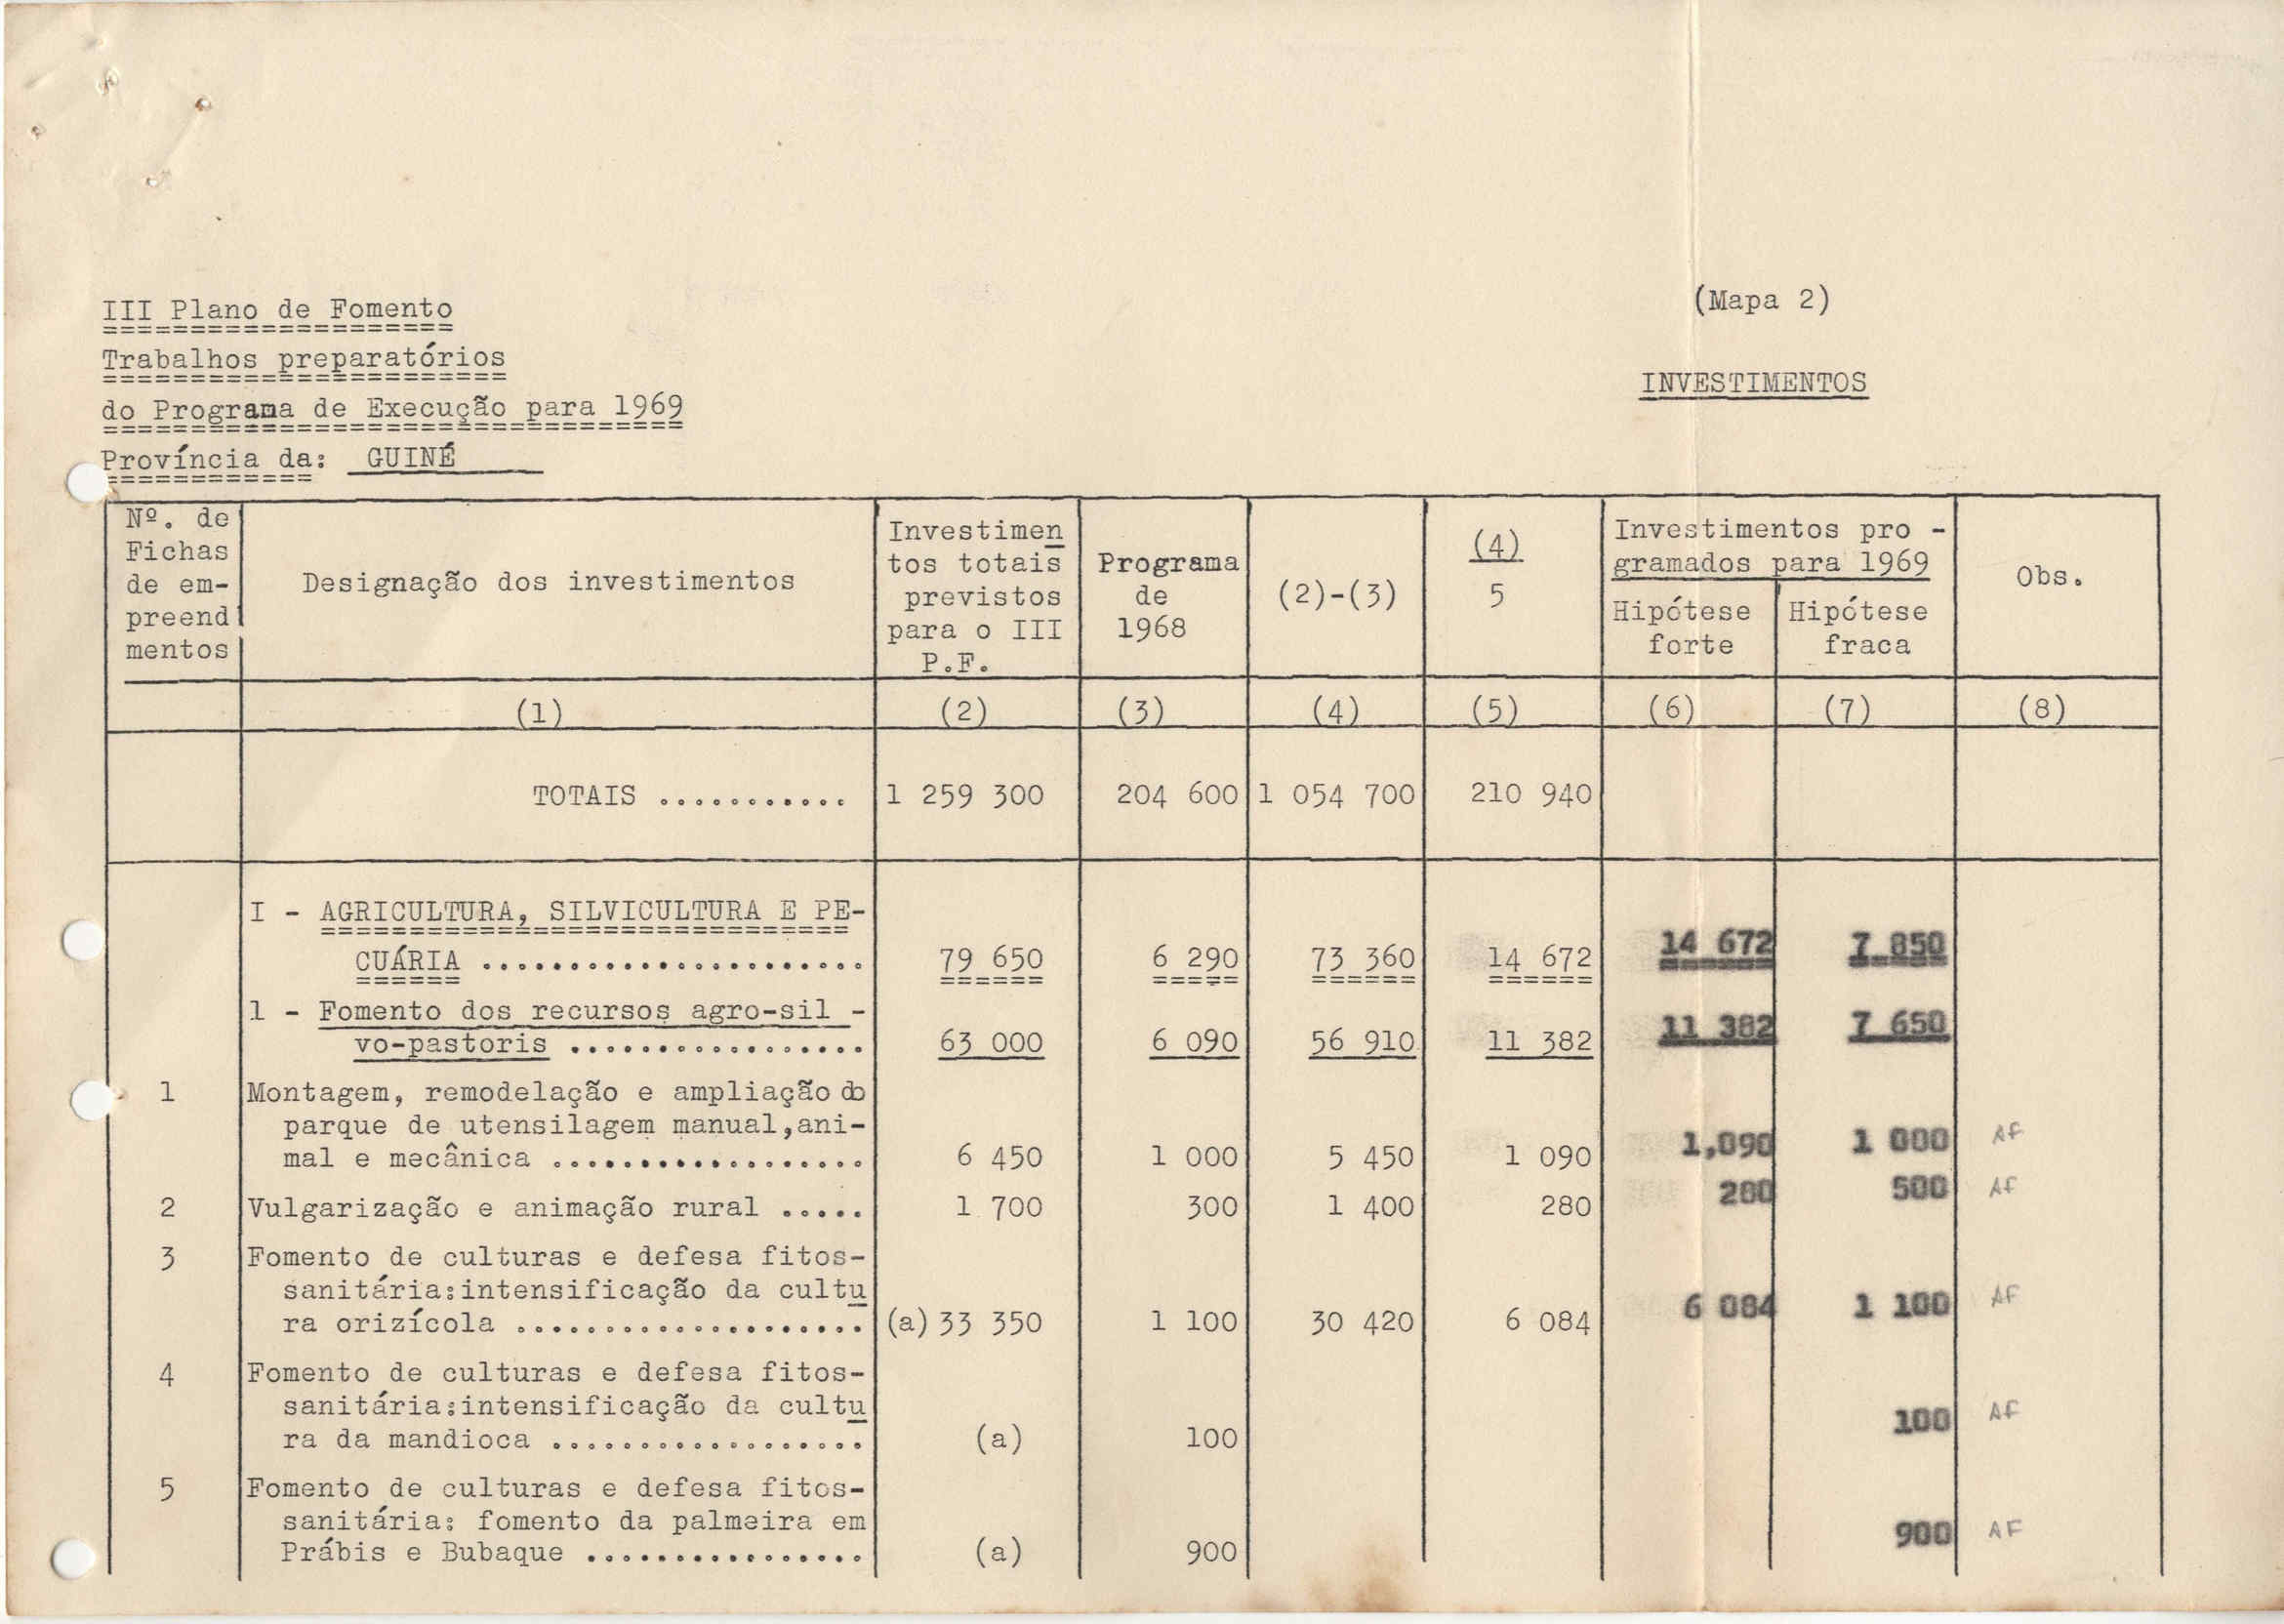 III Plano de Fomento
(Mapa 2)
Trabalhos preparatórios
INVESTIMENTOS
do Programa de Execução para 1969
Província da: GUINÉ
Nº. de
Fichas
de em-
preend
mentos
Designação dos investimentos
Investimen
tos totais
previstos
para o III
P.F.
Programa
de
1968
(2)-(3)
(4)
5
Investimentos pro -
gramados para 1969
Hipótese
forte
Hipótese
fraca
Obs.
(1) (2) (3) (4) (5) (6) (7) (8)
TOTAIS ........... 1 259 300 204 600 1 054 700 210 940
I - AGRICULTURA, SILVICULTURA E PE-
CUÁRIA ...................... 79 650 6 290 73 360 14 672 14 672 7 850
1 - Fomento dos recursos agro-sil -
vo-pastoris ................. 63 000 6 090 56 910 11 382 11 382 7 650
1 Montagem, remodelação e ampliação do
parque de utensilagem manual,ani-
mal e mecânica .................. 6 450 1 000 5 450 1 090 1,090 1 000 AF
2 Vulgarização e animação rural ..... 1 700 300 1 400 280 280 500 AF
3 Fomento de culturas e defesa fitos-
sanitária:intensificação da cultu
ra orizícola .................... (a) 33 350 1 100 30 420 6 084 6 084 1 100 AF
4 Fomento de culturas e defesa fitos-
sanitária:intensificação da cultu
ra da mandioca .................. (a) 100 100 AF
5 Fomento de culturas e defesa fitos-
sanitária: fomento da palmeira em
Prábis e Bubaque ................ (a) 900 900 AF